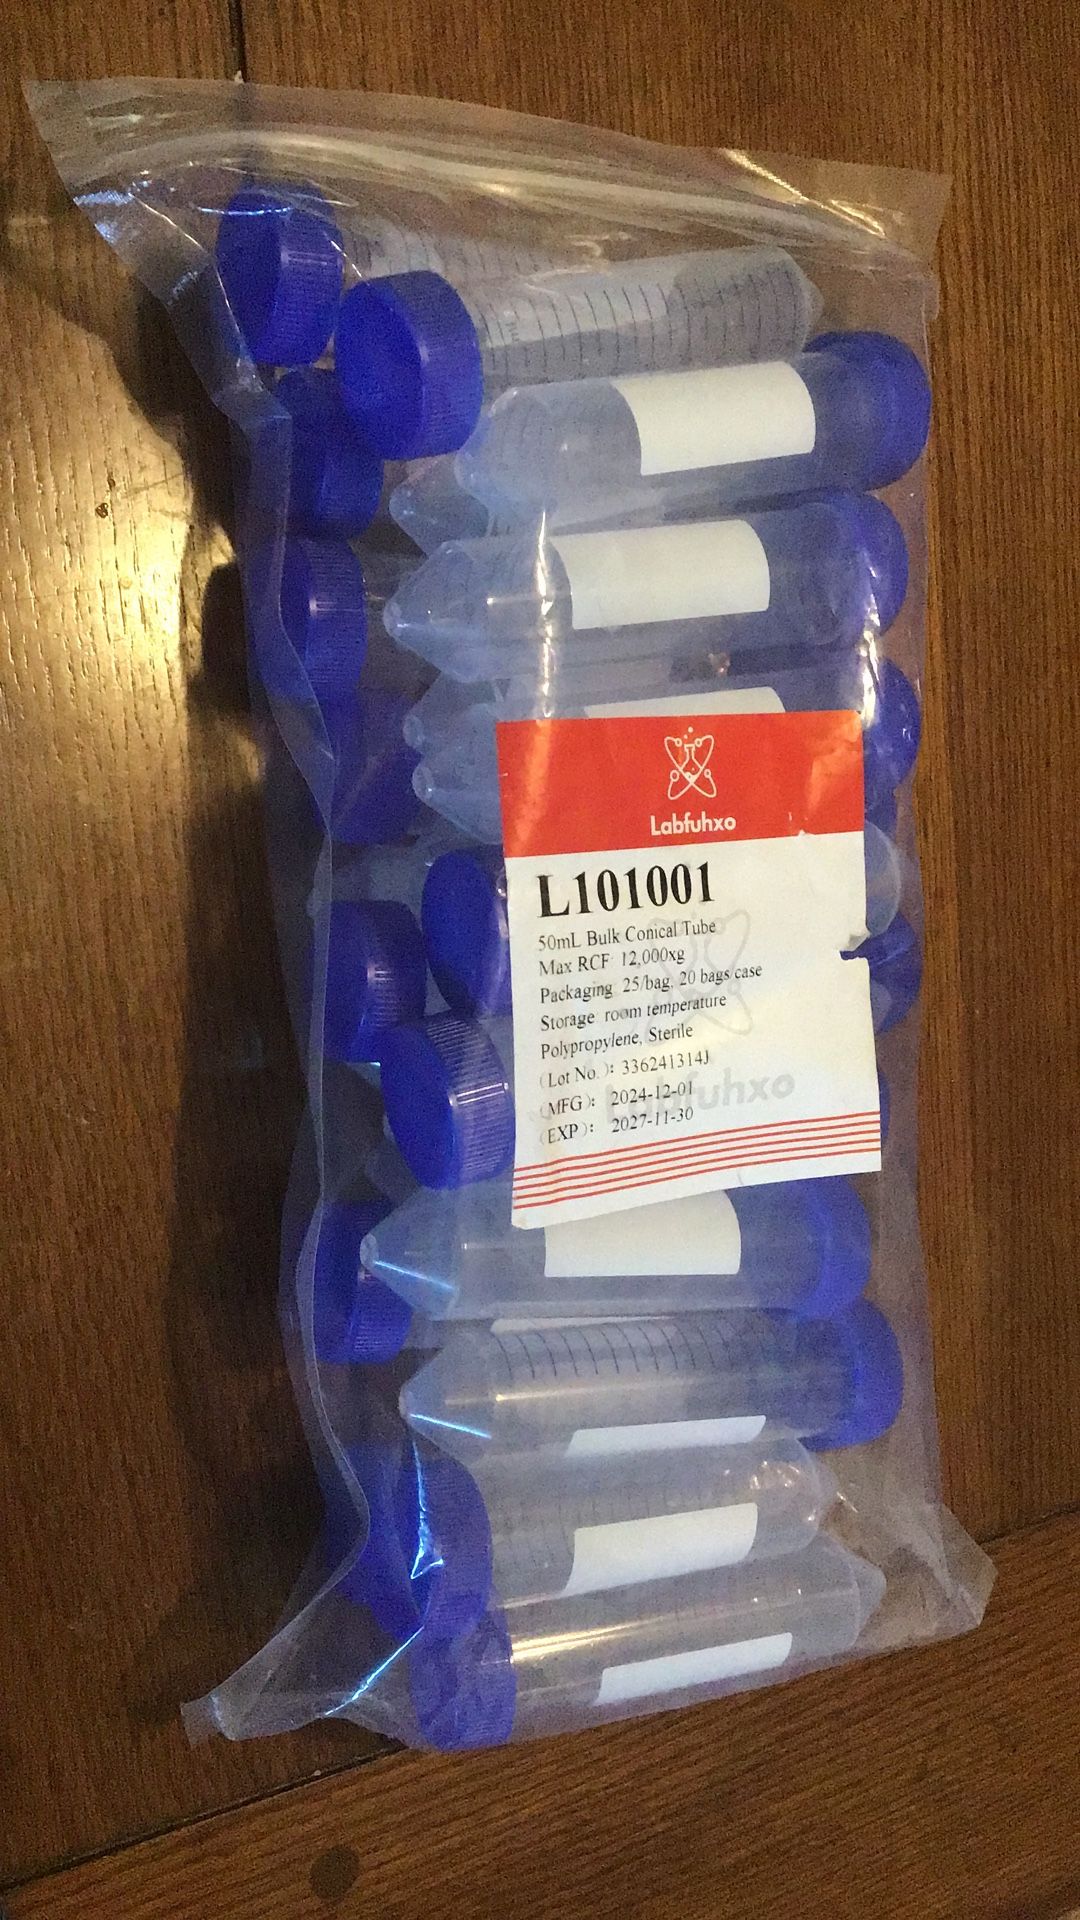 Labfuhxo
L101001
50mL Bulk Conical Tube
Max RCF: 12,000xg
Packaging: 25/bag, 20 bags/case
Storage: room temperature
Polypropylene, Sterile
(Lot No.): 336241314J
(MFG): 2024-12-01
(EXP): 2027-11-30
Labfuhxo